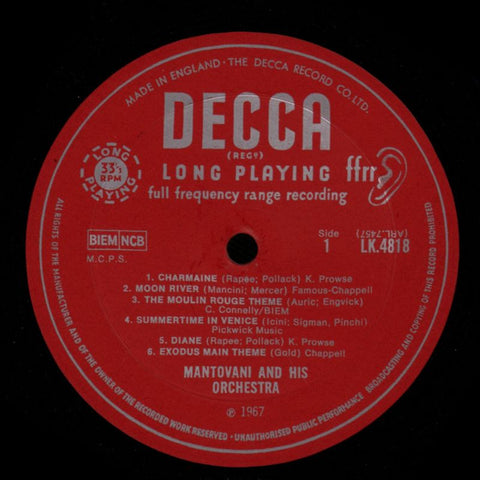 MADE IN ENGLAND · THE DECCA RECORD CO. LTD.
DECCA
(REGD)
LONG PLAYING ffrr
full frequency range recording
LONG PLAYING
33⅓
RPM
BIEM NCB
M.C.P.S.
Side
1
(ARL.7457)
LK.4818
1. CHARMAINE (Rapee; Pollack) K. Prowse
2. MOON RIVER (Mancini; Mercer) Famous-Chappell
3. THE MOULIN ROUGE THEME (Auric; Engvick)
C. Connelly/BIEM
4. SUMMERTIME IN VENICE (Icini; Sigman, Pinchi)
Pickwick Music
5. DIANE (Rapee; Pollack) K. Prowse
6. EXODUS MAIN THEME (Gold) Chappell
MANTOVANI AND HIS
ORCHESTRA
℗ 1967
ALL RIGHTS OF THE MANUFACTURER AND OF THE OWNER OF THE RECORDED WORK RESERVED · UNAUTHORISED PUBLIC PERFORMANCE BROADCASTING AND COPYING OF THIS RECORD PROHIBITED